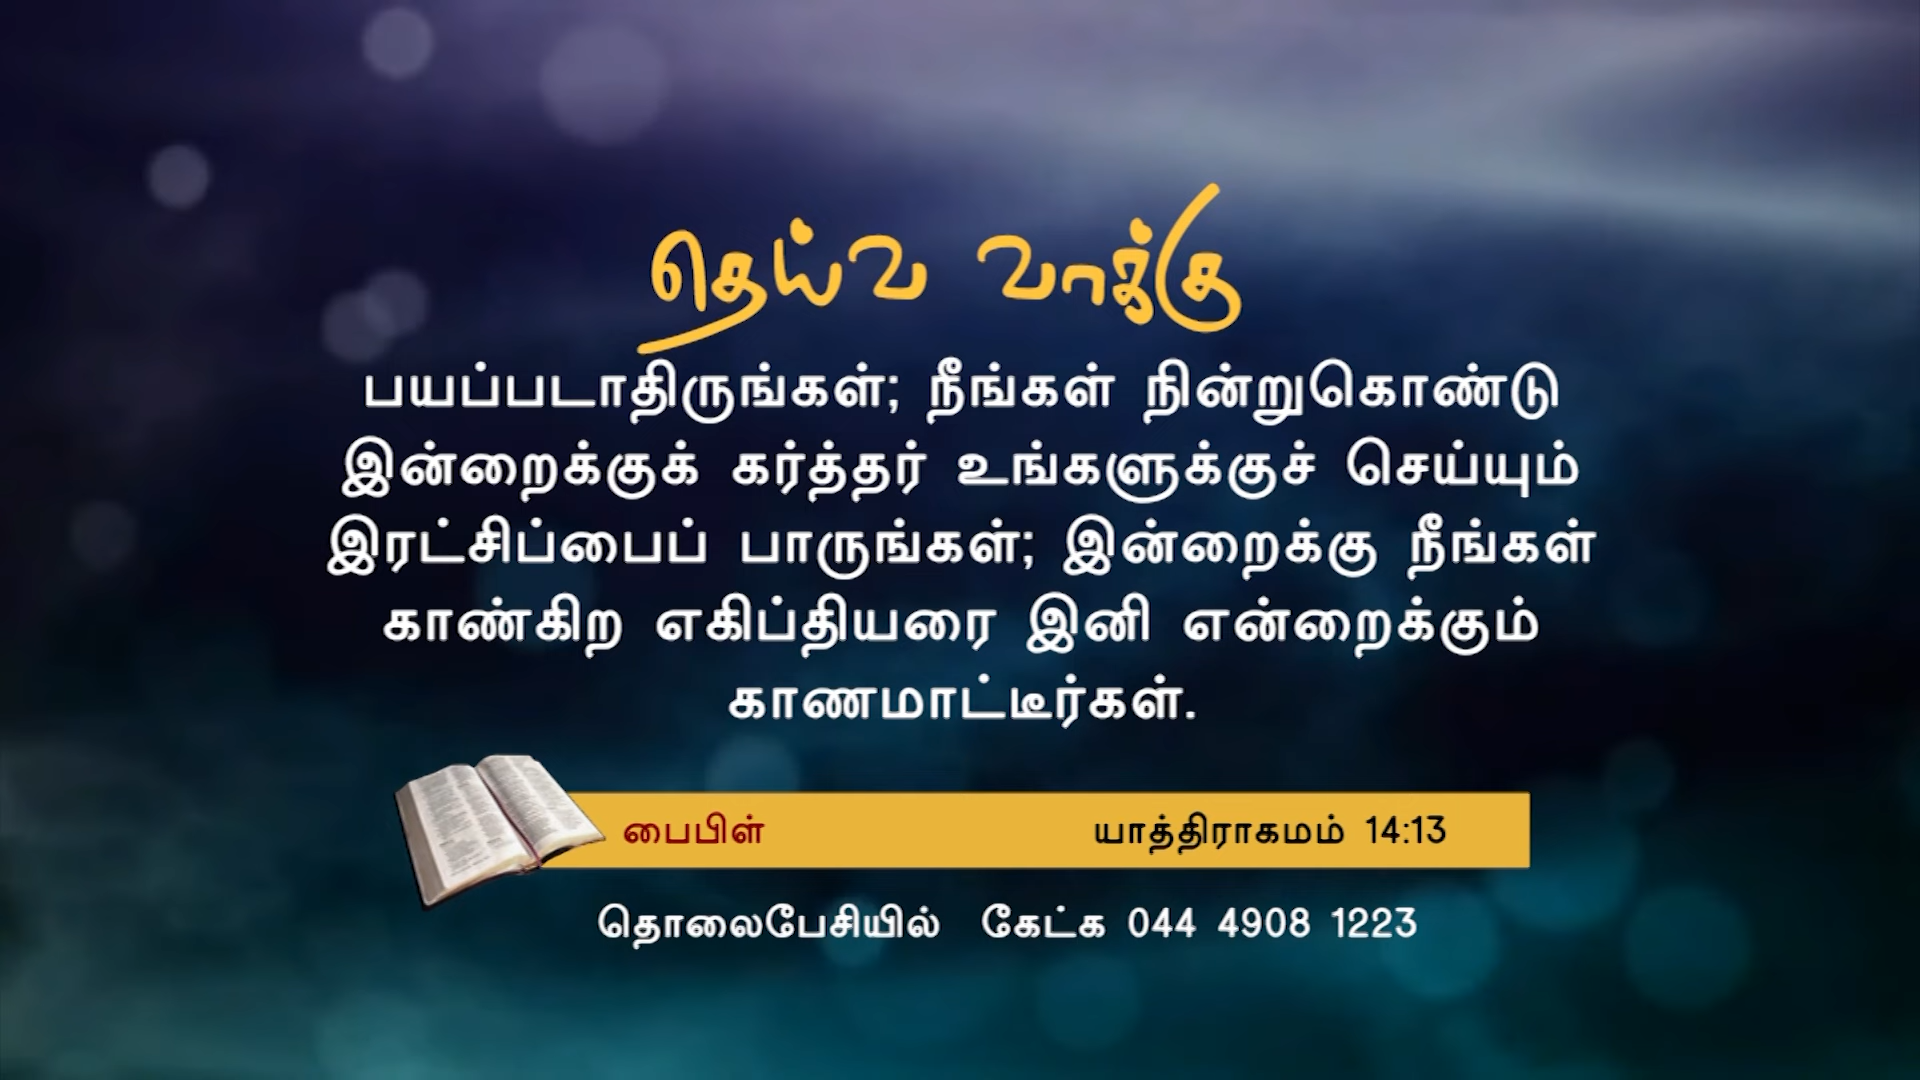 தெய்வ வாக்கு
பயப்படாதிருங்கள்; நீங்கள் நின்றுகொண்டு
இன்றைக்குக் கர்த்தர் உங்களுக்குச் செய்யும்
இரட்சிப்பைப் பாருங்கள்; இன்றைக்கு நீங்கள்
காண்கிற எகிப்தியரை இனி என்றைக்கும்
காணமாட்டீர்கள்.
பைபிள் யாத்திராகமம் 14:13
தொலைபேசியில் கேட்க 044 4908 1223